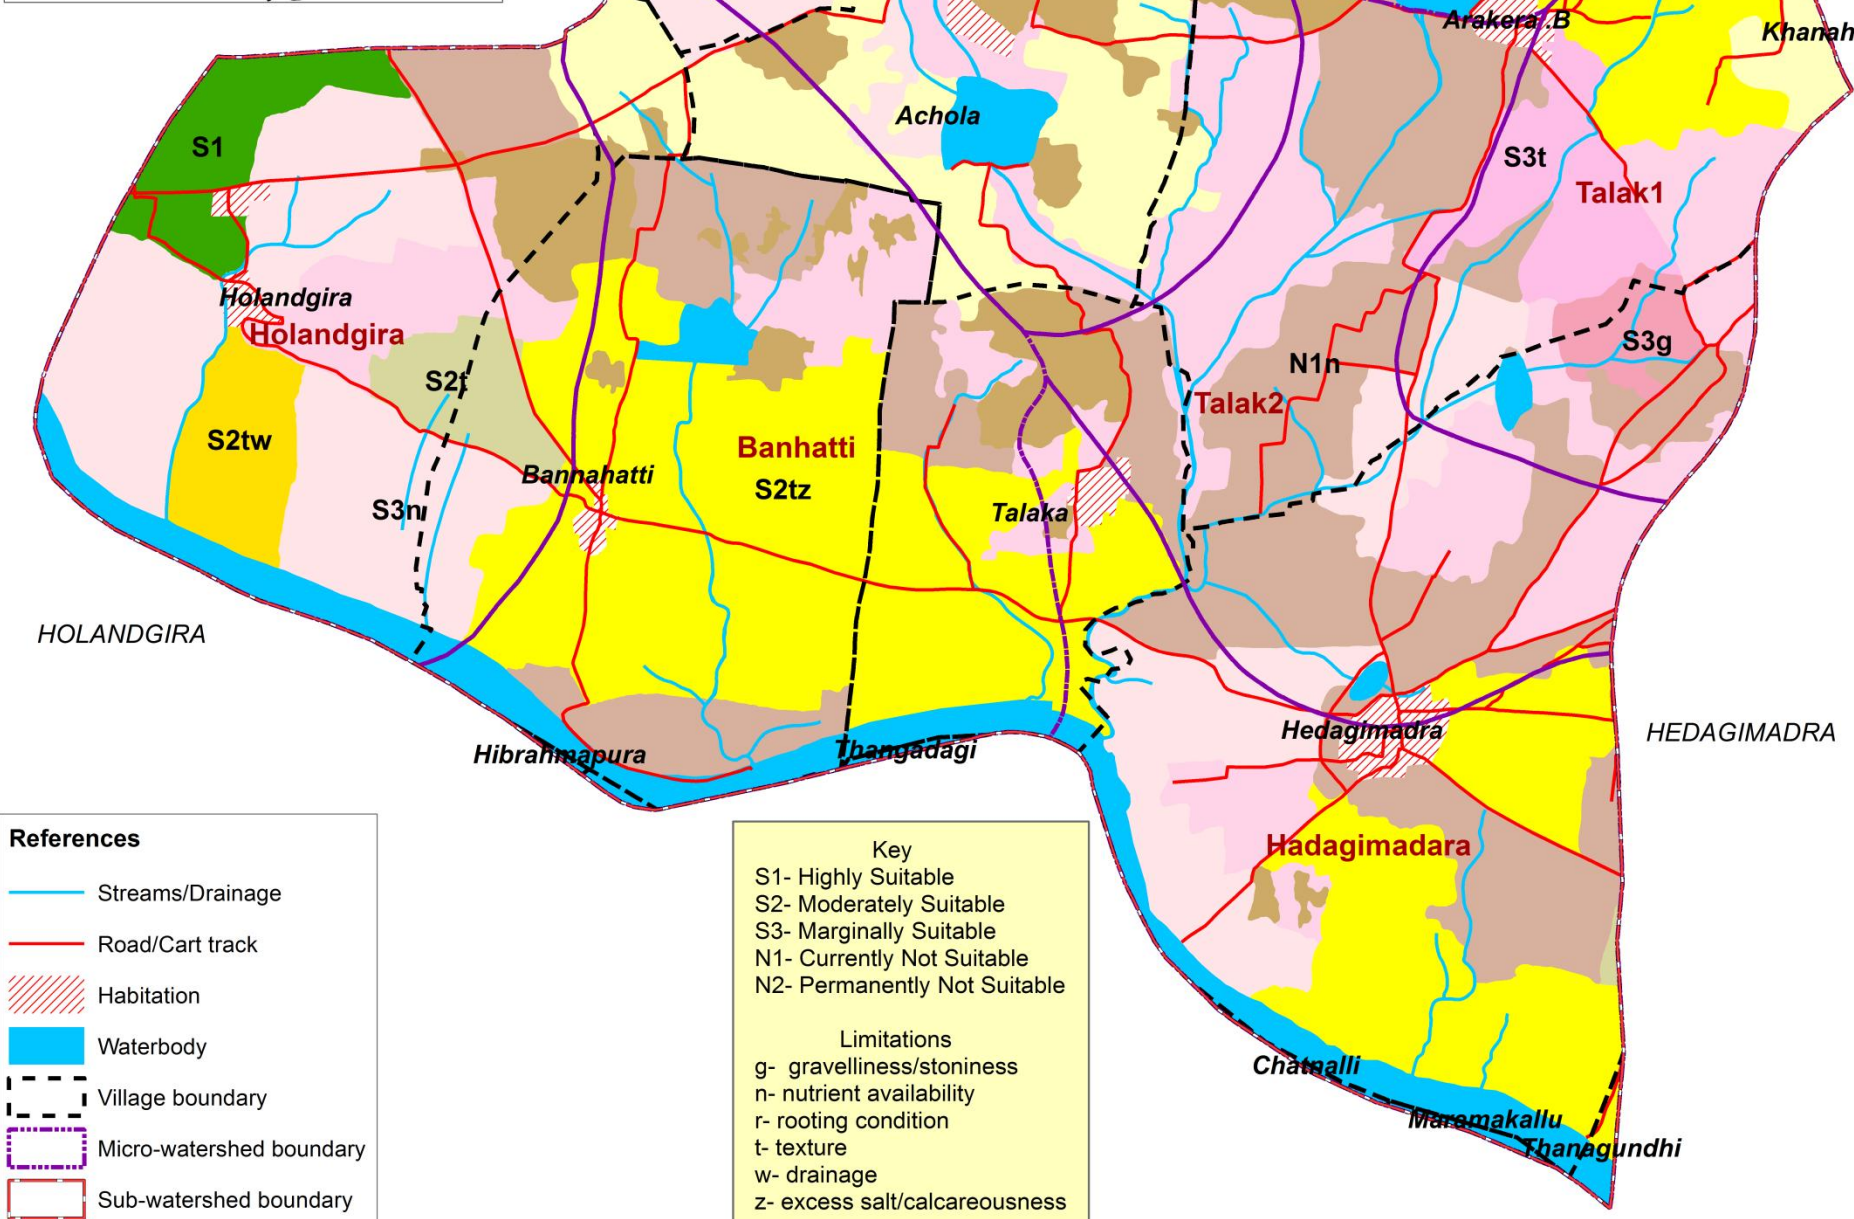 Arakera .B
Khanah
Achola
S1
S3t
Talak1
Holandgira
Holandgira
S3g
S2t
N1n
Talak2
S2tw
Banhatti
Bannahatti
S2tz
S3n
Talaka
HOLANDGIRA
Hedagimadra
HEDAGIMADRA
Hibrahmapura
Thangadagi
Hadagimadara
Chatnalli
Maramakallu
Thanagundhi
References
Streams/Drainage
Road/Cart track
Habitation
Waterbody
Village boundary
Micro-watershed boundary
Sub-watershed boundary
Key
S1- Highly Suitable
S2- Moderately Suitable
S3- Marginally Suitable
N1- Currently Not Suitable
N2- Permanently Not Suitable
Limitations
g- gravelliness/stoniness
n- nutrient availability
r- rooting condition
t- texture
w- drainage
z- excess salt/calcareousness